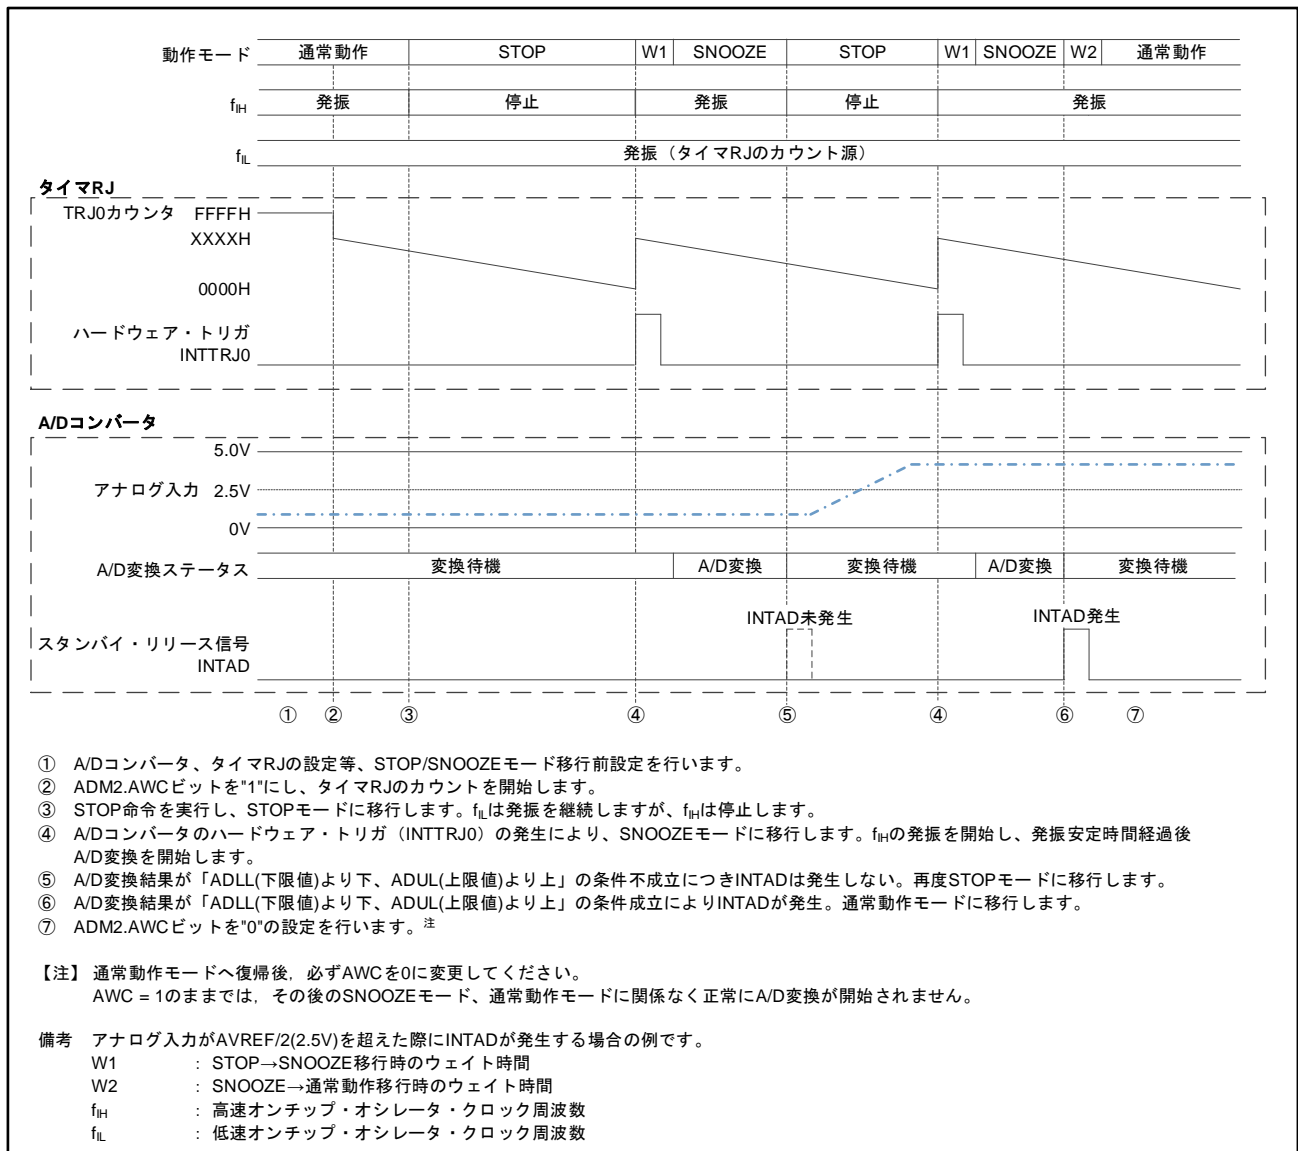 動作モード 通常動作 STOP W1 SNOOZE STOP W1 SNOOZE W2 通常動作
fIH 発振 停止 発振 停止 発振
fIL 発振（タイマRJのカウント源）
タイマRJ
TRJ0カウンタ FFFFH
XXXXH
0000H
ハードウェア・トリガ
INTTRJ0
A/Dコンバータ
5.0V
アナログ入力 2.5V
0V
A/D変換ステータス 変換待機 A/D変換 変換待機 A/D変換 変換待機
INTAD未発生 INTAD発生
スタンバイ・リリース信号
INTAD
① ② ③ ④ ⑤ ④ ⑥ ⑦
① A/Dコンバータ、タイマRJの設定等、STOP/SNOOZEモード移行前設定を行います。
② ADM2.AWCビットを"1"にし、タイマRJのカウントを開始します。
③ STOP命令を実行し、STOPモードに移行します。fILは発振を継続しますが、fIHは停止します。
④ A/Dコンバータのハードウェア・トリガ（INTTRJ0）の発生により、SNOOZEモードに移行します。fIHの発振を開始し、発振安定時間経過後
A/D変換を開始します。
⑤ A/D変換結果が「ADLL(下限値)より下、ADUL(上限値)より上」の条件不成立につきINTADは発生しない。再度STOPモードに移行します。
⑥ A/D変換結果が「ADLL(下限値)より下、ADUL(上限値)より上」の条件成立によりINTADが発生。通常動作モードに移行します。
⑦ ADM2.AWCビットを"0"の設定を行います。注
【注】 通常動作モードへ復帰後，必ずAWCを0に変更してください。
AWC = 1のままでは，その後のSNOOZEモード、通常動作モードに関係なく正常にA/D変換が開始されません。
備考 アナログ入力がAVREF/2(2.5V)を超えた際にINTADが発生する場合の例です。
W1 ： STOP→SNOOZE移行時のウェイト時間
W2 ： SNOOZE→通常動作移行時のウェイト時間
fIH ： 高速オンチップ・オシレータ・クロック周波数
fIL ： 低速オンチップ・オシレータ・クロック周波数